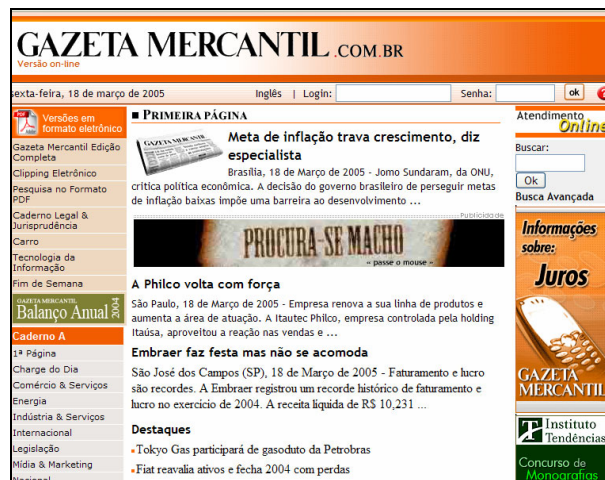 GAZETA MERCANTIL .COM.BR
Versão on-line
sexta-feira, 18 de março de 2005 Inglês | Login: Senha: ok ?
PDF Versões em
formato eletrônico
Gazeta Mercantil Edição
Completa
Clipping Eletrônico
Pesquisa no Formato
PDF
Caderno Legal &
Jurisprudência
Carro
Tecnologia da
Informação
Fim de Semana
GAZETA MERCANTIL
Balanço Anual 2004
Caderno A
1ª Página
Charge do Dia
Comércio & Serviços
Energia
Indústria & Serviços
Internacional
Legislação
Mídia & Marketing
Nacional
PRIMEIRA PÁGINA
GAZETA MERCANTIL
Meta de inflação trava crescimento, diz
especialista
Brasília, 18 de Março de 2005 - Jomo Sundaram, da ONU,
critica política econômica. A decisão do governo brasileiro de perseguir metas
de inflação baixas impõe uma barreira ao desenvolvimento ...
Publicidade
PROCURA-SE MACHO
- passe o mouse -
A Philco volta com força
São Paulo, 18 de Março de 2005 - Empresa renova a sua linha de produtos e
aumenta a área de atuação. A Itautec Philco, empresa controlada pela holding
Itaúsa, aproveitou a reação nas vendas e ...
Embraer faz festa mas não se acomoda
São José dos Campos (SP), 18 de Março de 2005 - Faturamento e lucro
são recordes. A Embraer registrou um recorde histórico de faturamento e
lucro no exercício de 2004. A receita líquida de R$ 10,231 ...
Destaques
Tokyo Gas participará de gasoduto da Petrobras
Fiat reavalia ativos e fecha 2004 com perdas
Atendimento
Online
Buscar:
Ok
Busca Avançada
Informações
sobre:
Juros
GAZETA
MERCANTIL
Instituto
Tendências
Concurso de
Monografias